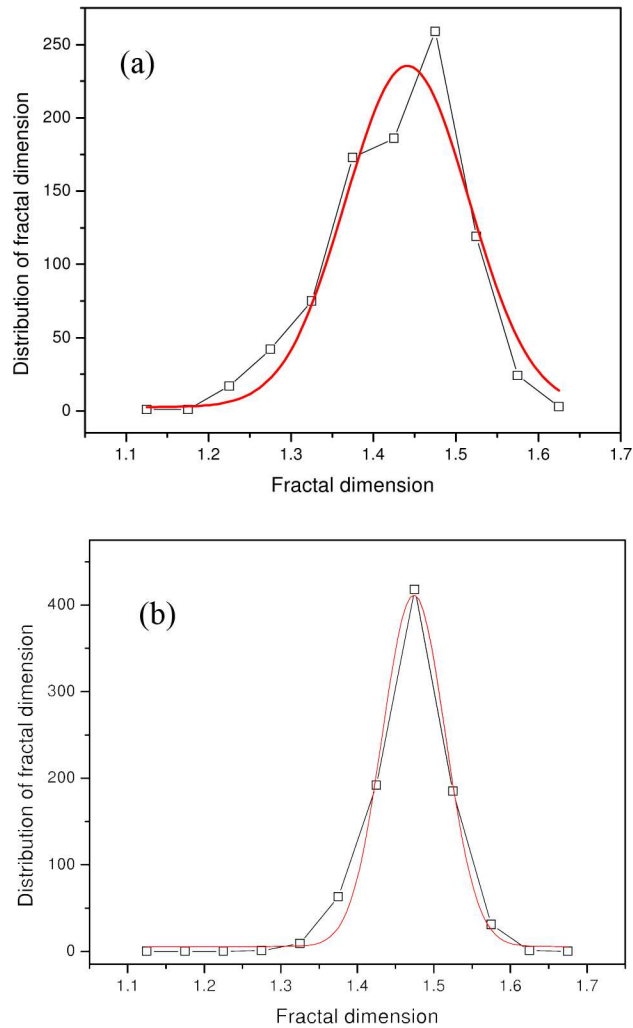 (a)
250
200
150
100
50
0
Distribution of fractal dimension
1.1 1.2 1.3 1.4 1.5 1.6 1.7
Fractal dimension
(b)
400
300
200
100
0
Distribution of fractal dimension
1.1 1.2 1.3 1.4 1.5 1.6 1.7
Fractal dimension